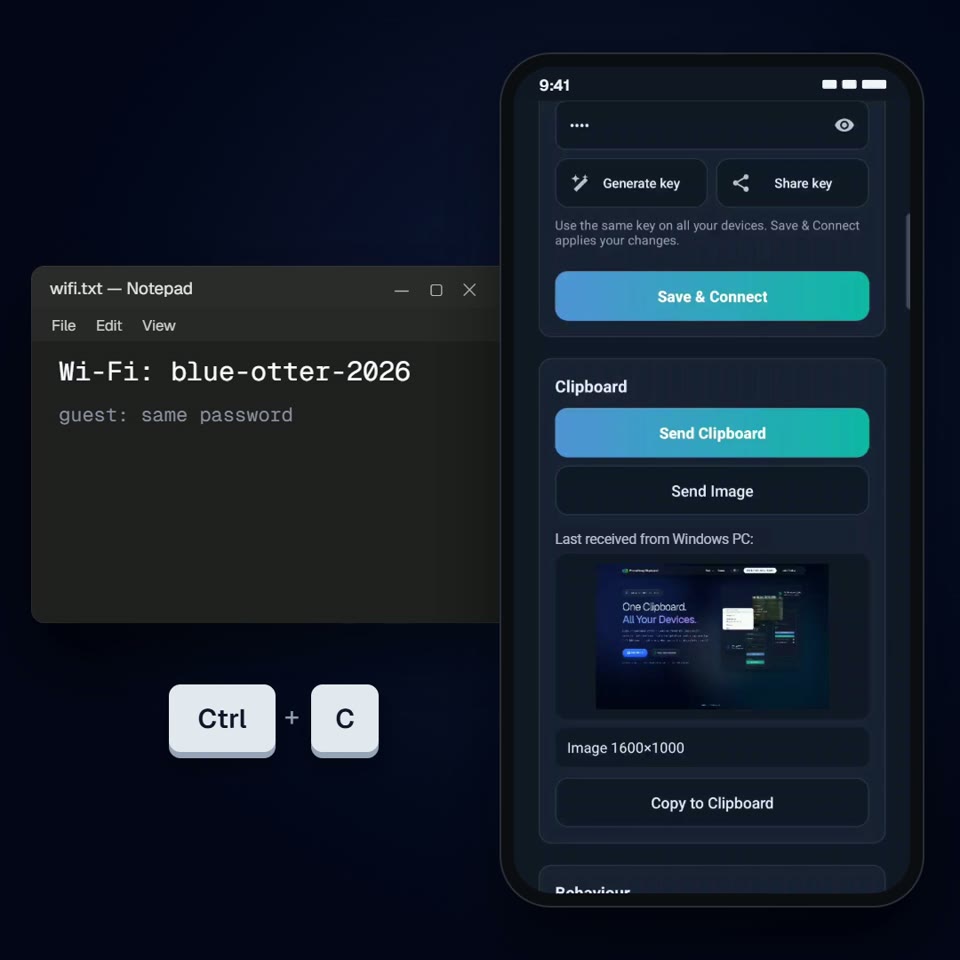 wifi.txt — Notepad
File Edit View
Wi-Fi: blue-otter-2026
guest: same password
Ctrl + C
9:41
••••
Generate key
Share key
Use the same key on all your devices. Save & Connect
applies your changes.
Save & Connect
Clipboard
Send Clipboard
Send Image
Last received from Windows PC:
One Clipboard.
All Your Devices.
Image 1600×1000
Copy to Clipboard
Behaviour